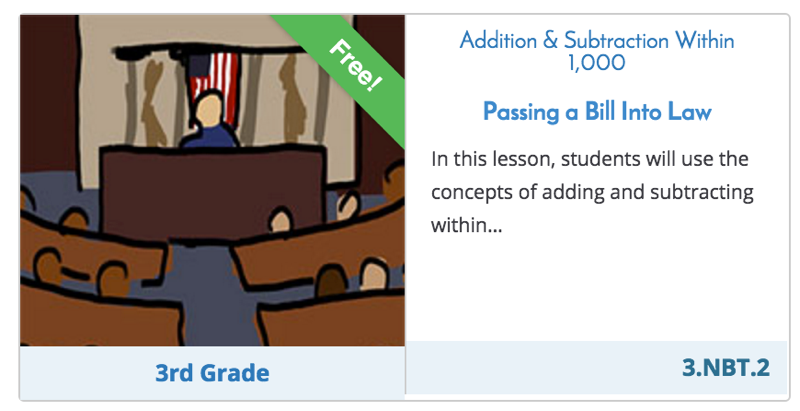 Free!
Addition & Subtraction Within
1,000
Passing a Bill Into Law
In this lesson, students will use the
concepts of adding and subtracting
within...
3rd Grade
3.NBT.2